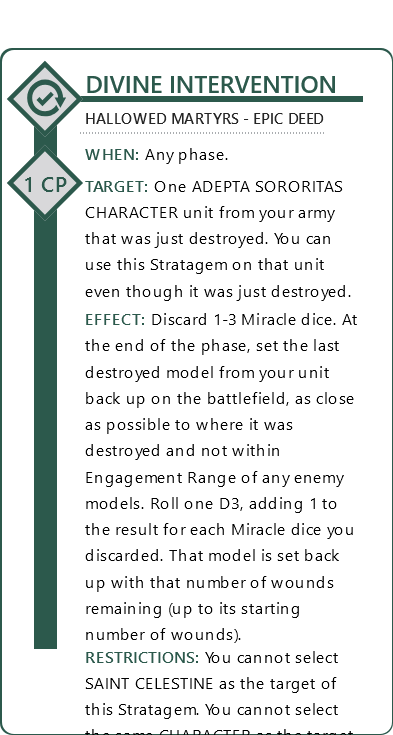 DIVINE INTERVENTION
HALLOWED MARTYRS - EPIC DEED
WHEN: Any phase.
1 CP
TARGET: One ADEPTA SORORITAS
CHARACTER unit from your army
that was just destroyed. You can
use this Stratagem on that unit
even though it was just destroyed.
EFFECT: Discard 1-3 Miracle dice. At
the end of the phase, set the last
destroyed model from your unit
back up on the battlefield, as close
as possible to where it was
destroyed and not within
Engagement Range of any enemy
models. Roll one D3, adding 1 to
the result for each Miracle dice you
discarded. That model is set back
up with that number of wounds
remaining (up to its starting
number of wounds).
RESTRICTIONS: You cannot select
SAINT CELESTINE as the target of
this Stratagem. You cannot select
the same CHARACTER as the target